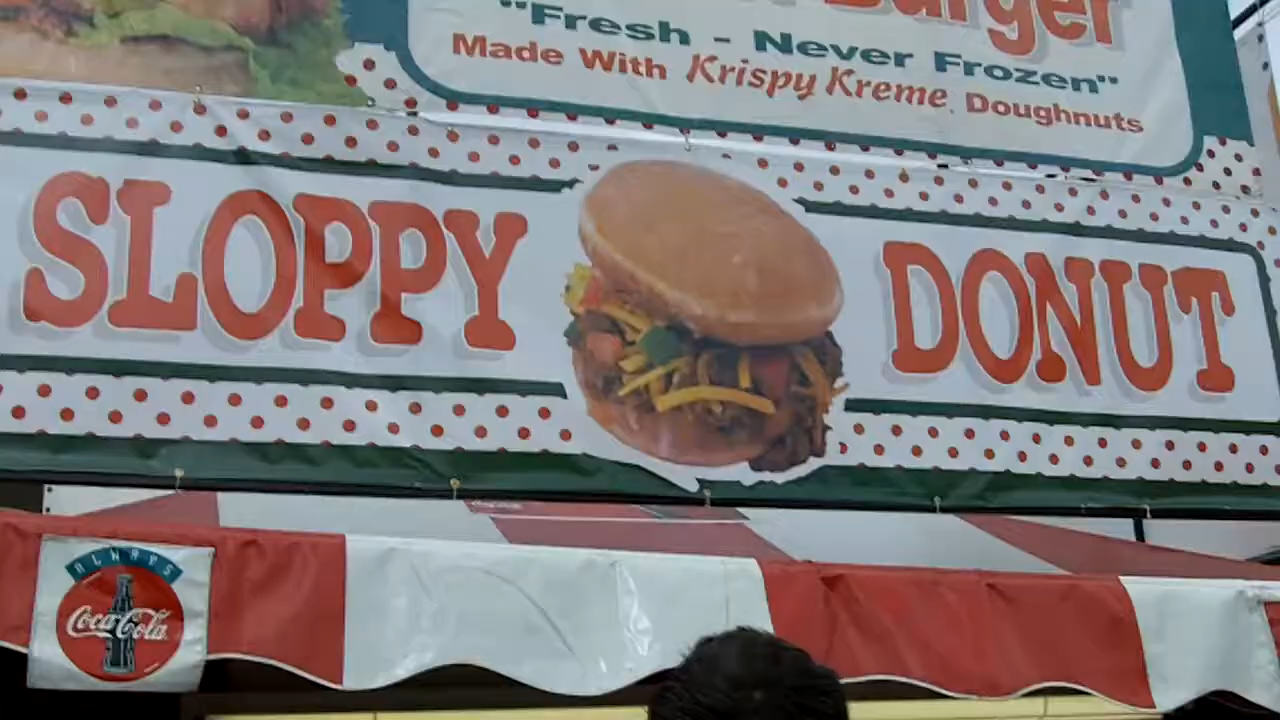 Burger
"Fresh - Never Frozen"
Made With Krispy Kreme Doughnuts
SLOPPY DONUT
ALWAYS
Coca-Cola